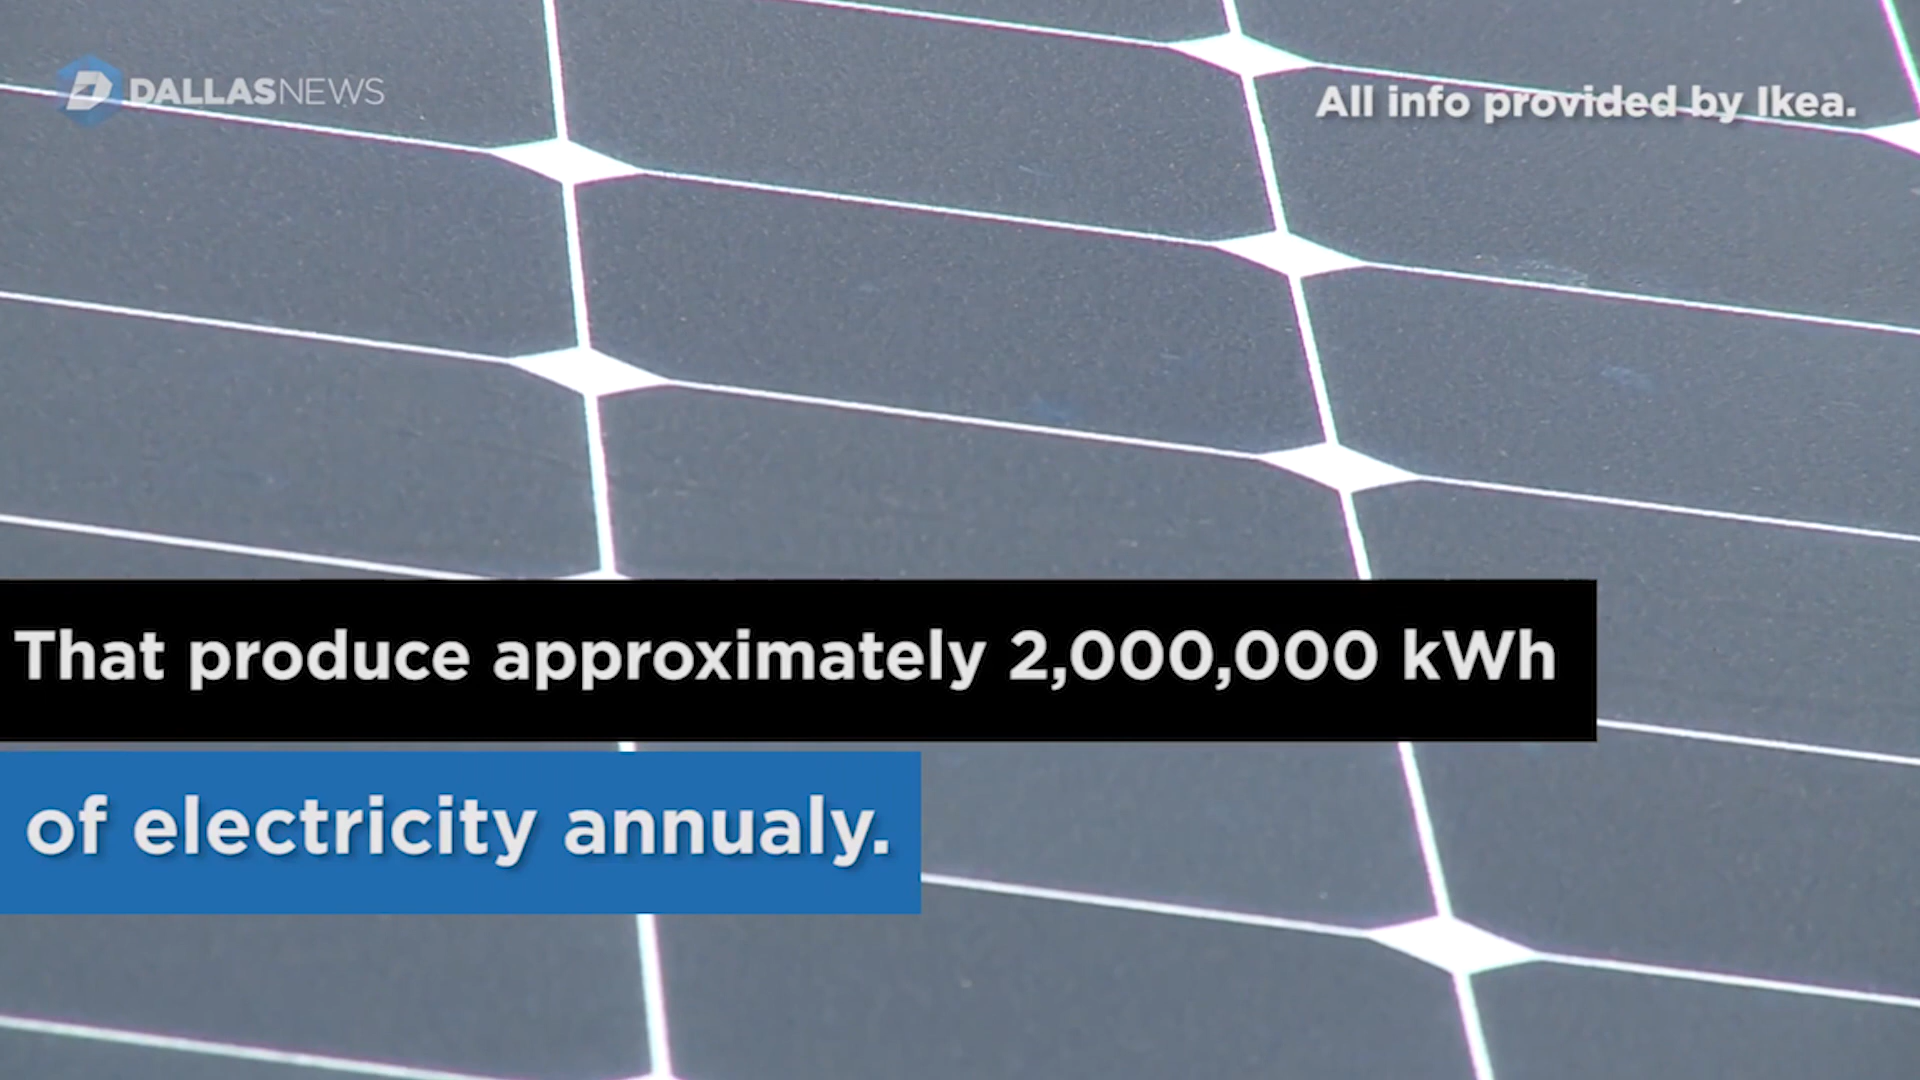 DALLASNEWS
All info provided by Ikea.
That produce approximately 2,000,000 kWh
of electricity annualy.